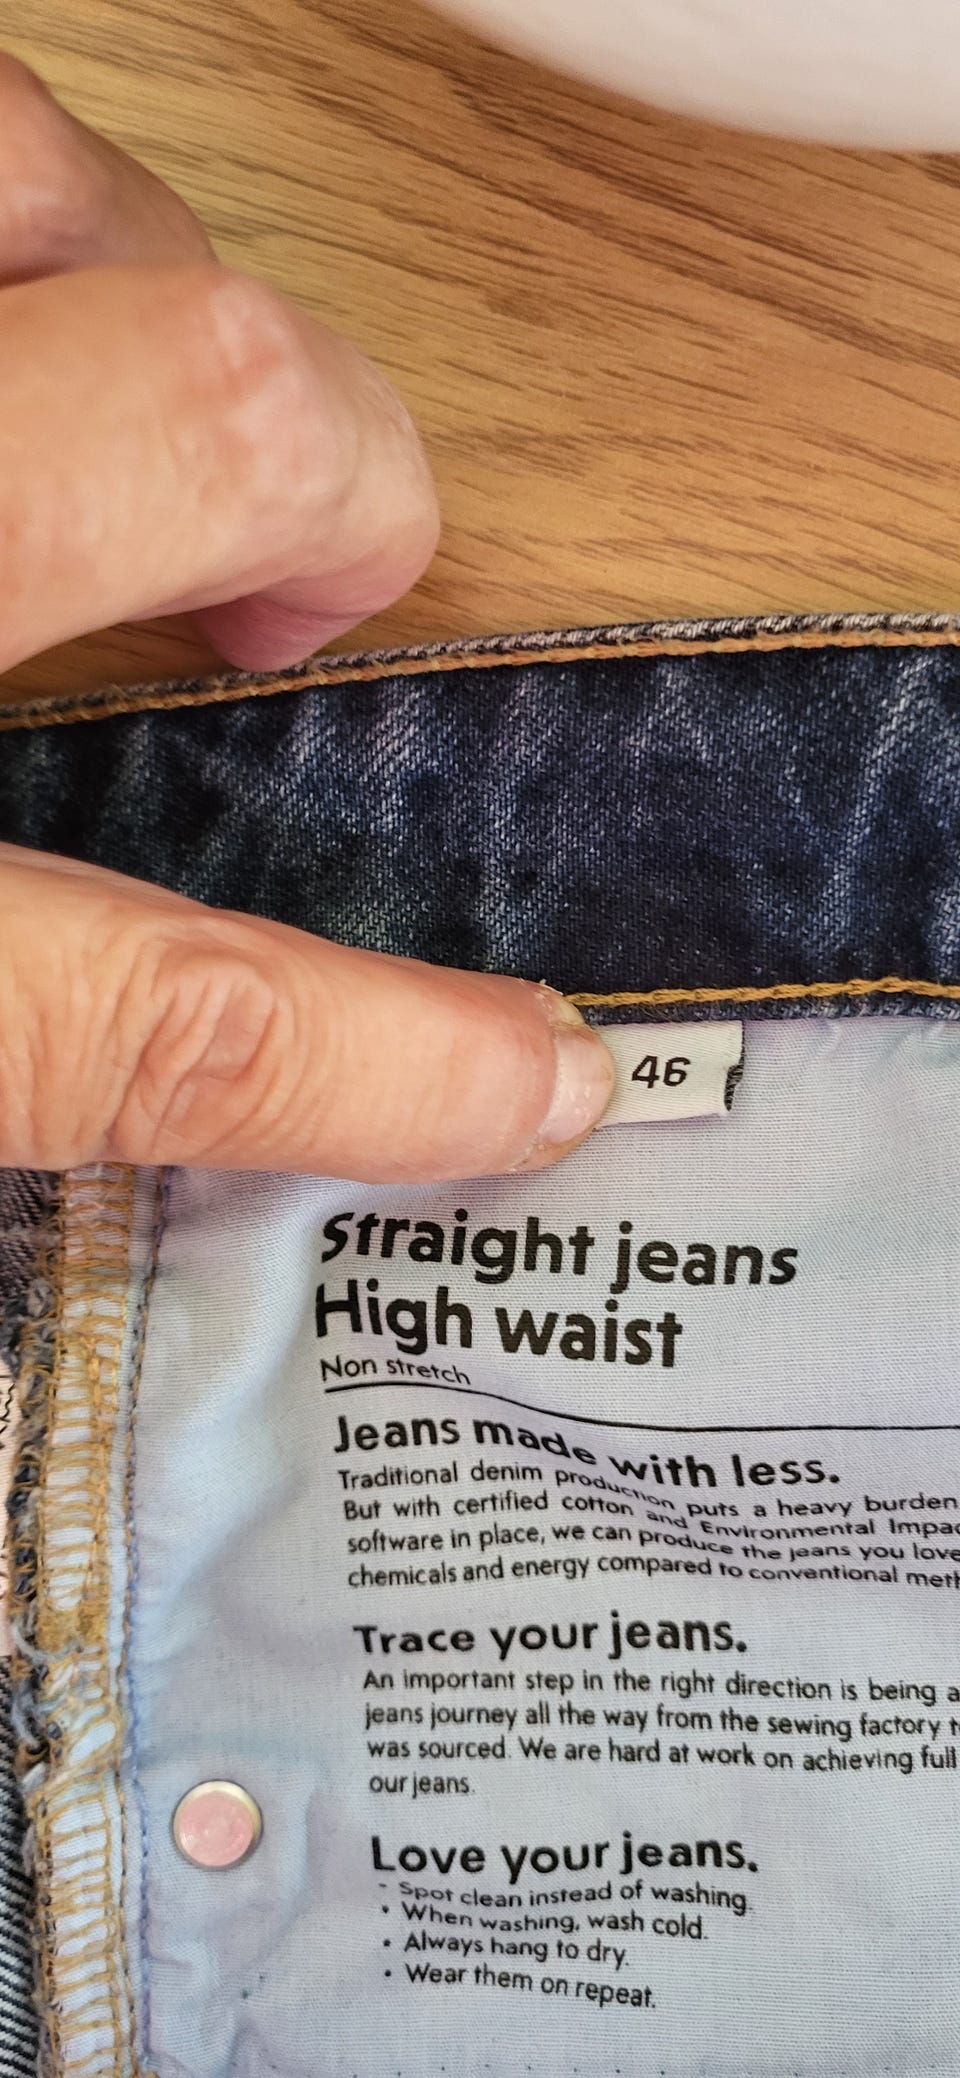 46
Straight jeans
High waist
Non stretch
Jeans made with less.
Traditional denim production puts a heavy burden
But with certified cotton and Environmental Impac
software in place, we can produce the jeans you love
chemicals and energy compared to conventional meth
Trace your jeans.
An important step in the right direction is being a
jeans journey all the way from the sewing factory t
was sourced. We are hard at work on achieving full
our jeans.
Love your jeans.
- Spot clean instead of washing.
• When washing, wash cold.
• Always hang to dry.
• Wear them on repeat.